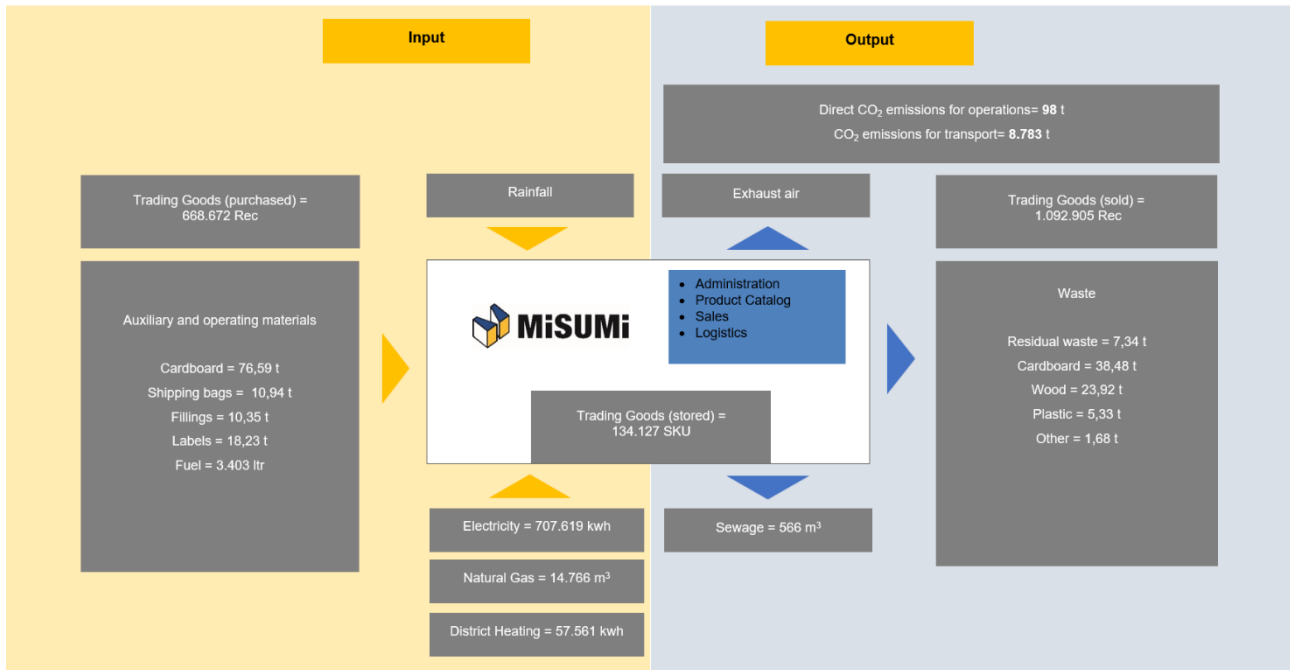 Input
Output
Direct CO₂ emissions for operations= 98 t
CO₂ emissions for transport= 8.783 t
Trading Goods (purchased) =
668.672 Rec
Rainfall
Exhaust air
Trading Goods (sold) =
1.092.905 Rec
Auxiliary and operating materials
Cardboard = 76,59 t
Shipping bags = 10,94 t
Fillings = 10,35 t
Labels = 18,23 t
Fuel = 3.403 ltr
MiSUMi
• Administration
• Product Catalog
• Sales
• Logistics
Trading Goods (stored) =
134.127 SKU
Waste
Residual waste = 7,34 t
Cardboard = 38,48 t
Wood = 23,92 t
Plastic = 5,33 t
Other = 1,68 t
Electricity = 707.619 kwh
Natural Gas = 14.766 m³
District Heating = 57.561 kwh
Sewage = 566 m³